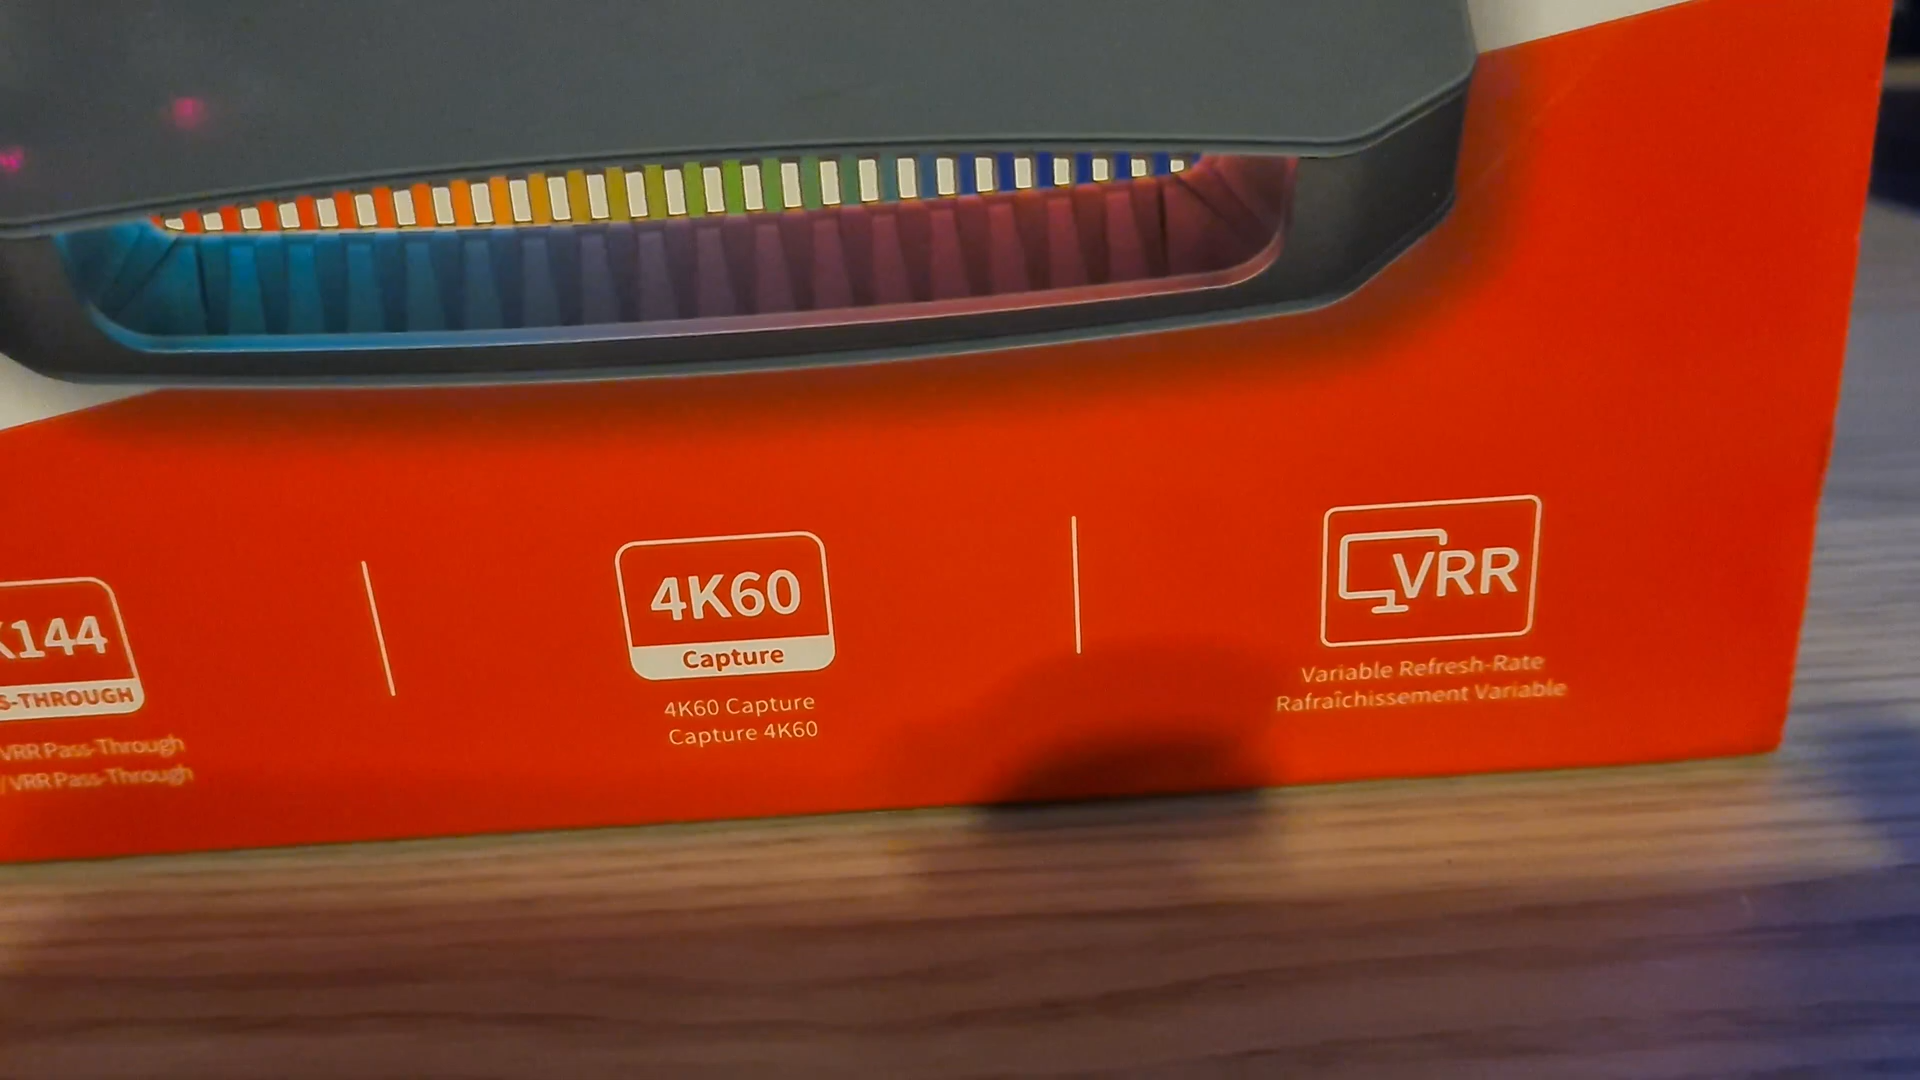 K144
S-THROUGH
VRR Pass-Through
/ VRR Pass-Through
4K60
Capture
4K60 Capture
Capture 4K60
VRR
Variable Refresh-Rate
Rafraîchissement Variable